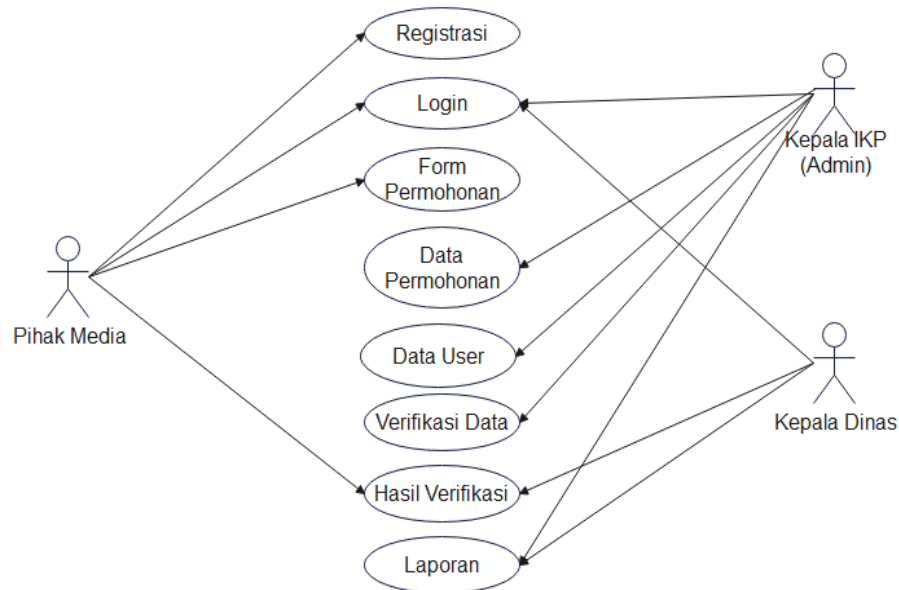 Registrasi
Login
Form
Permohonan
Data
Permohonan
Data User
Verifikasi Data
Hasil Verifikasi
Laporan
Pihak Media
Kepala IKP
(Admin)
Kepala Dinas